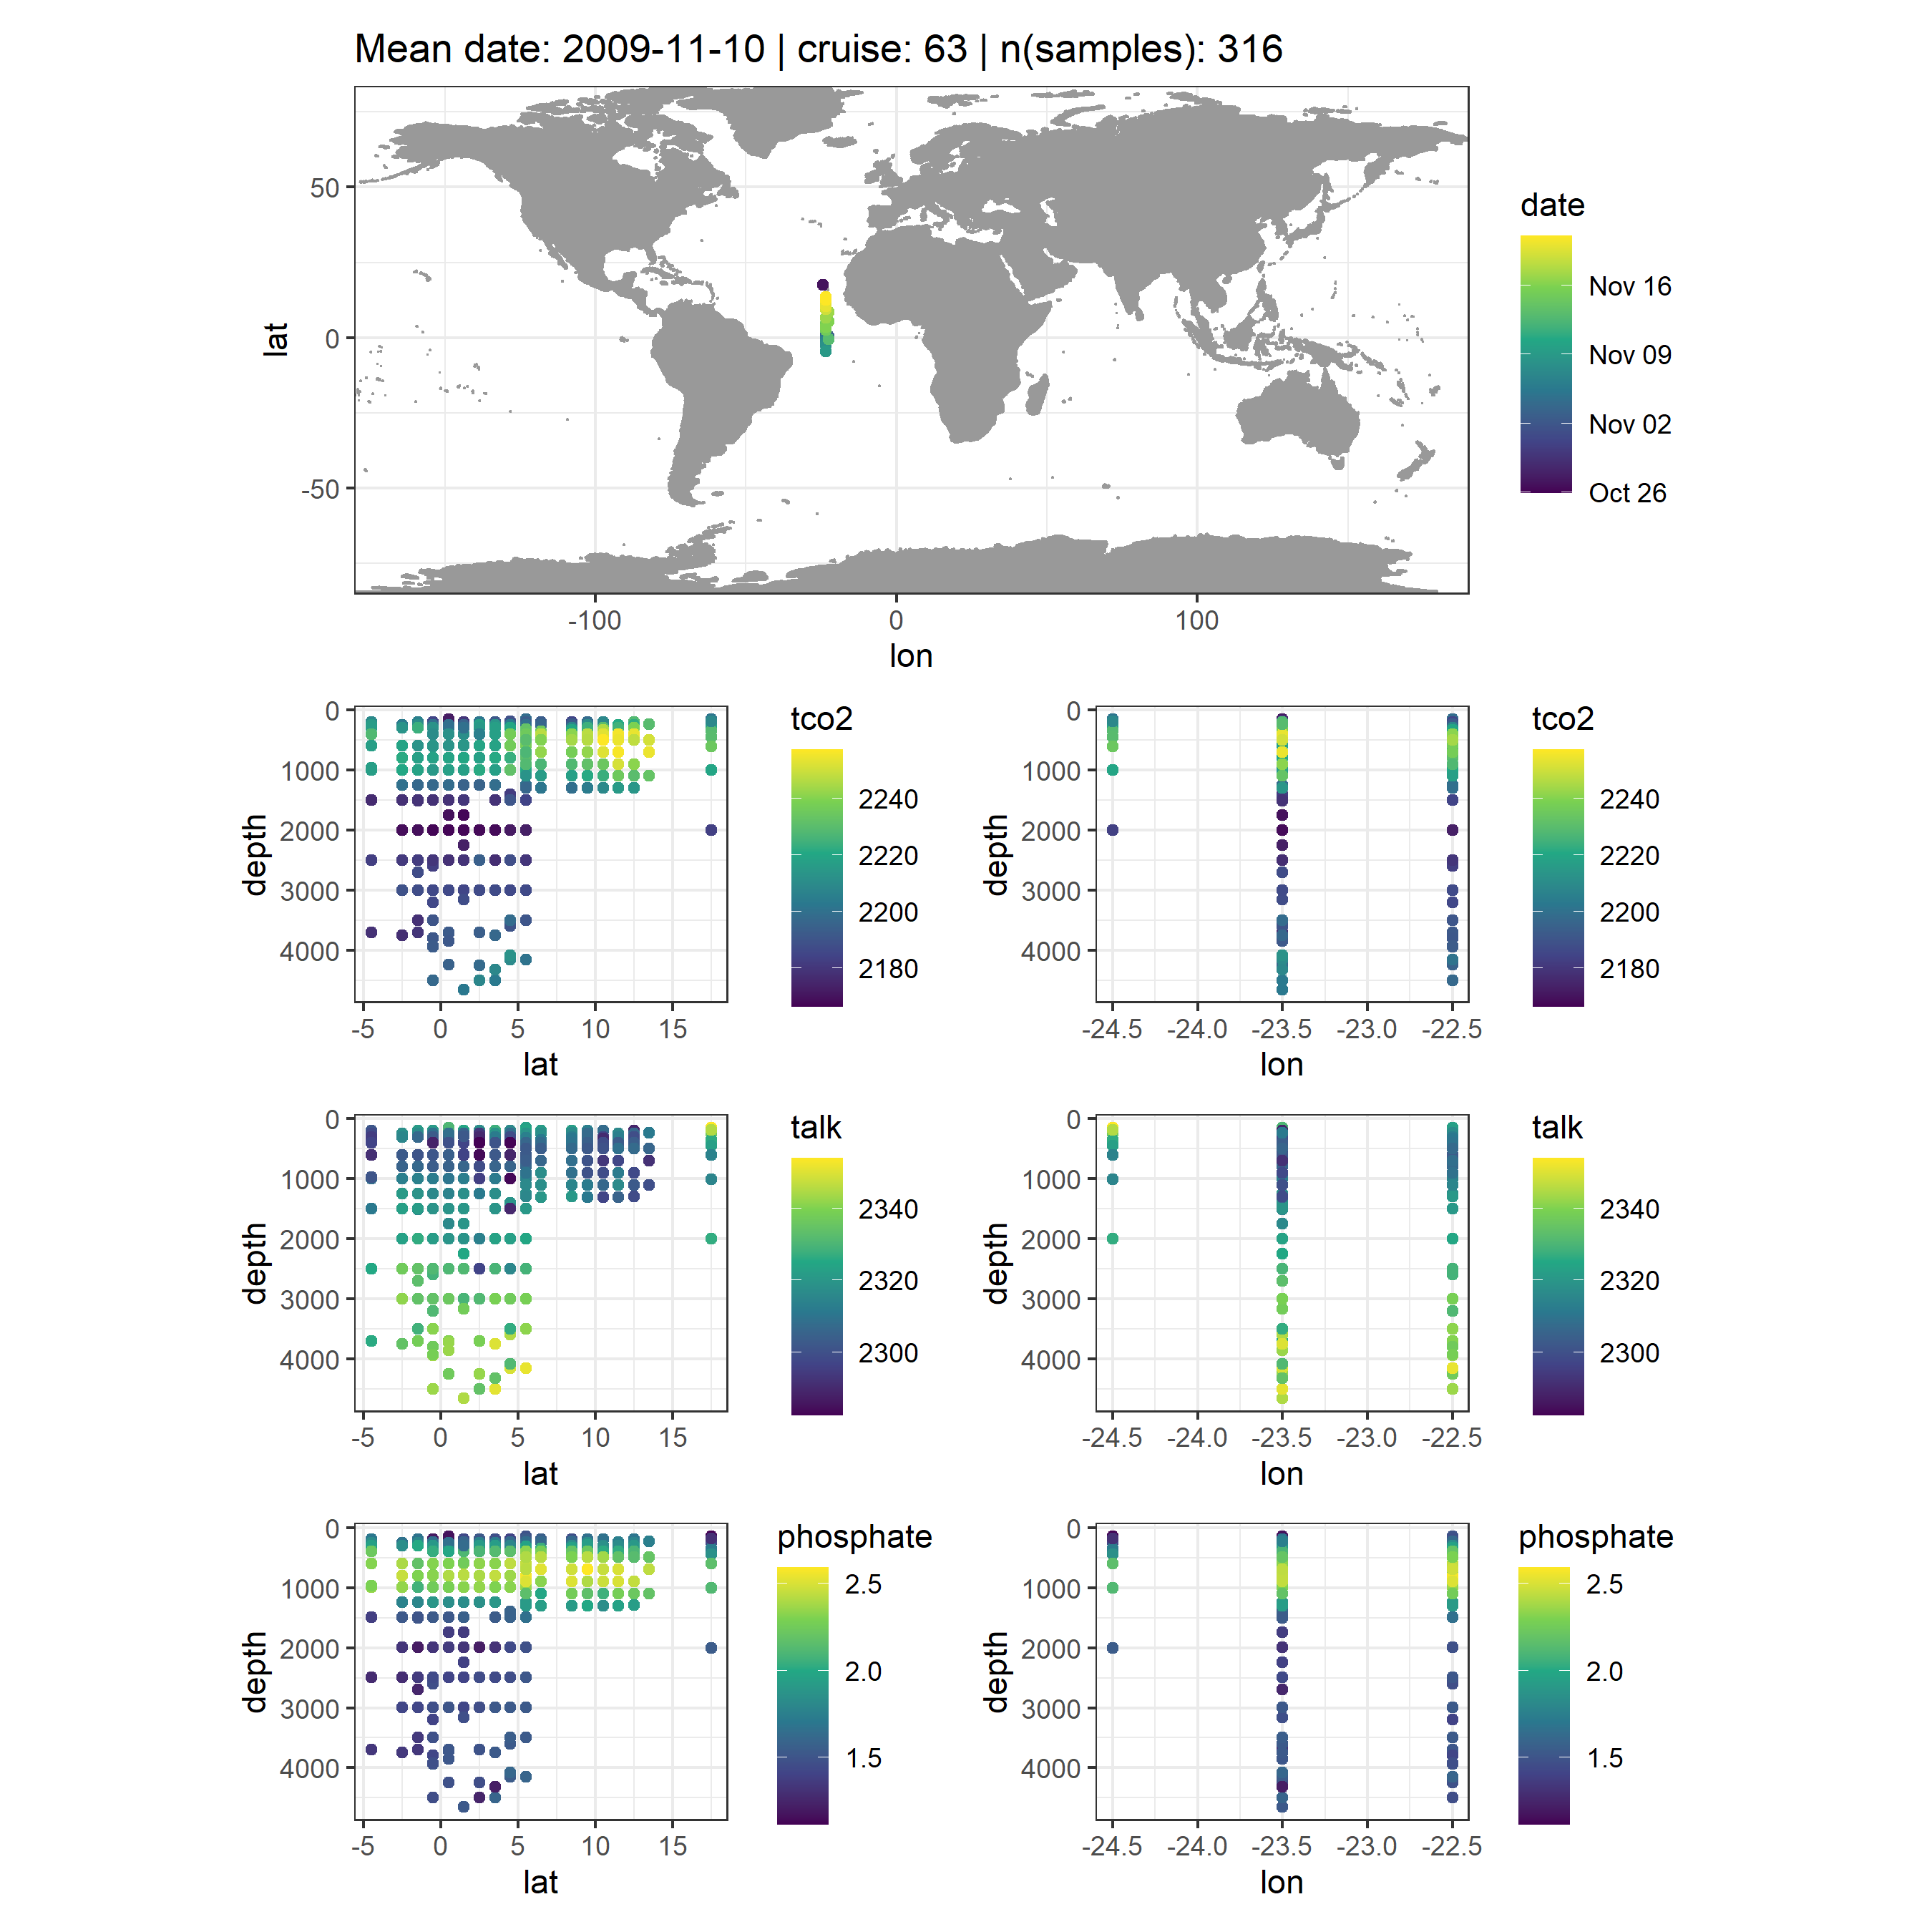 Mean date: 2009-11-10 | cruise: 63 | n(samples): 316
lat
50
0
-50
-100 0 100
lon
date
Nov 16
Nov 09
Nov 02
Oct 26
depth
0
1000
2000
3000
4000
-5 0 5 10 15
lat
tco2
2240
2220
2200
2180
depth
0
1000
2000
3000
4000
-24.5 -24.0 -23.5 -23.0 -22.5
lon
tco2
2240
2220
2200
2180
depth
0
1000
2000
3000
4000
-5 0 5 10 15
lat
talk
2340
2320
2300
depth
0
1000
2000
3000
4000
-24.5 -24.0 -23.5 -23.0 -22.5
lon
talk
2340
2320
2300
depth
0
1000
2000
3000
4000
-5 0 5 10 15
lat
phosphate
2.5
2.0
1.5
depth
0
1000
2000
3000
4000
-24.5 -24.0 -23.5 -23.0 -22.5
lon
phosphate
2.5
2.0
1.5